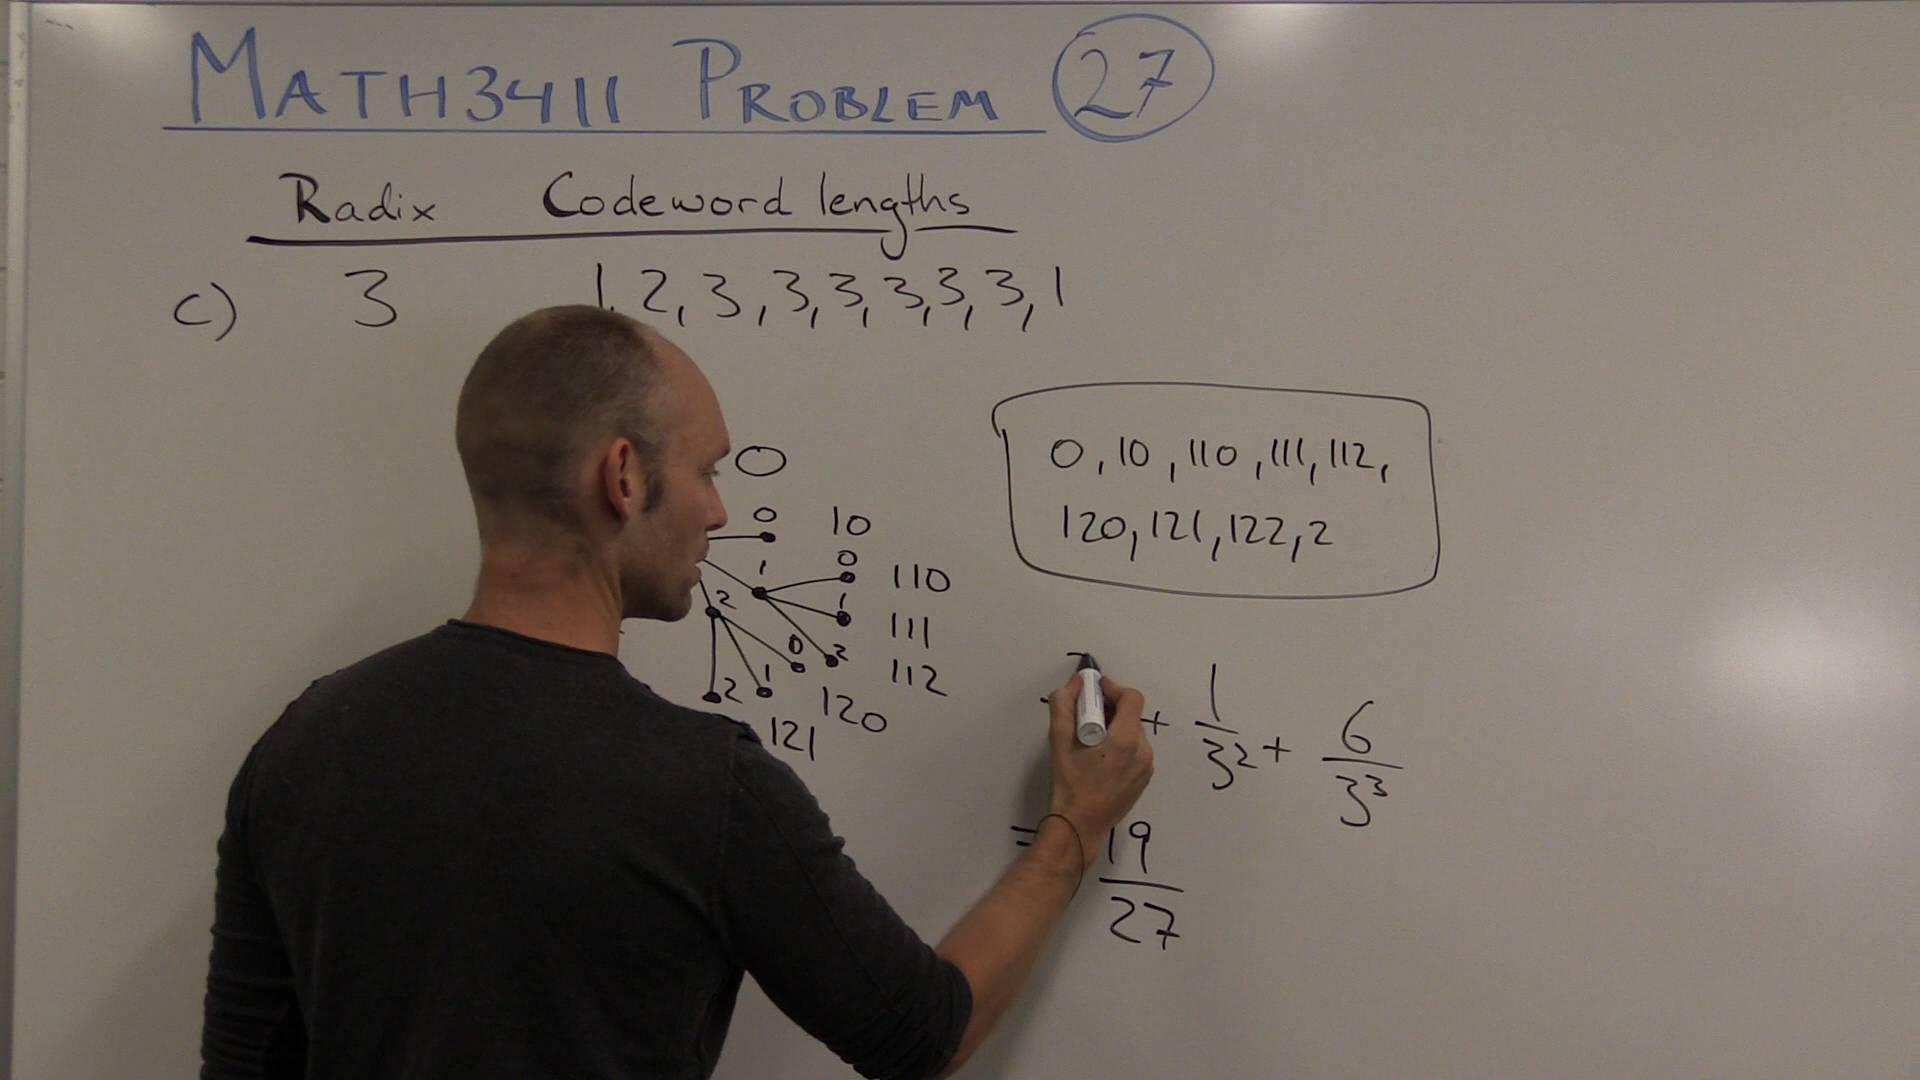 MATH3411 PROBLEM 27
Radix Codeword lengths
c) 3 1, 2, 3, 3, 3, 3, 3, 3, 1
0
0 10
1 0 110
2 1 111
0 2 112
2 1 120
121
0, 10, 110, 111, 112,
120, 121, 122, 2
+ 1/3² + 6/3³
= 19/27